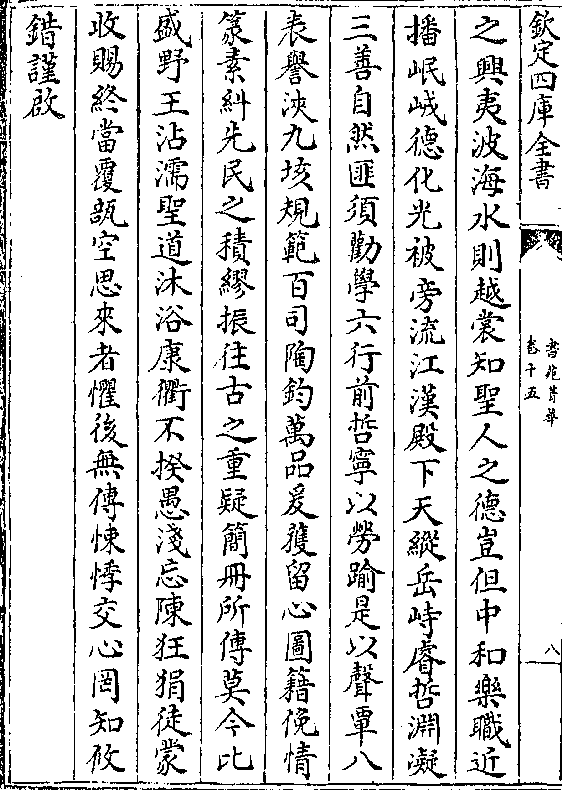 欽定四庫全書
書苑菁華
卷十五
八
之興夷波海水則越裳知聖人之德豈但中和樂職近
播岷峨德化光被旁流江漢殿下天縱岳峙睿哲淵凝
三善自然匪須勸學六行前哲寧以勞踰是以聲覃八
表譽浹九垓規範百司陶鈞萬品爰獲留心圖籍俛情
篆素糾先民之積繆振往古之重疑簡冊所傳莫今比
盛野王沾濡聖道沐浴康衢不揆愚淺忘陳狂狷徒蒙
收賜終當覆瓿空思來者懼後無傳悚悸交心罔知攸
錯謹啟